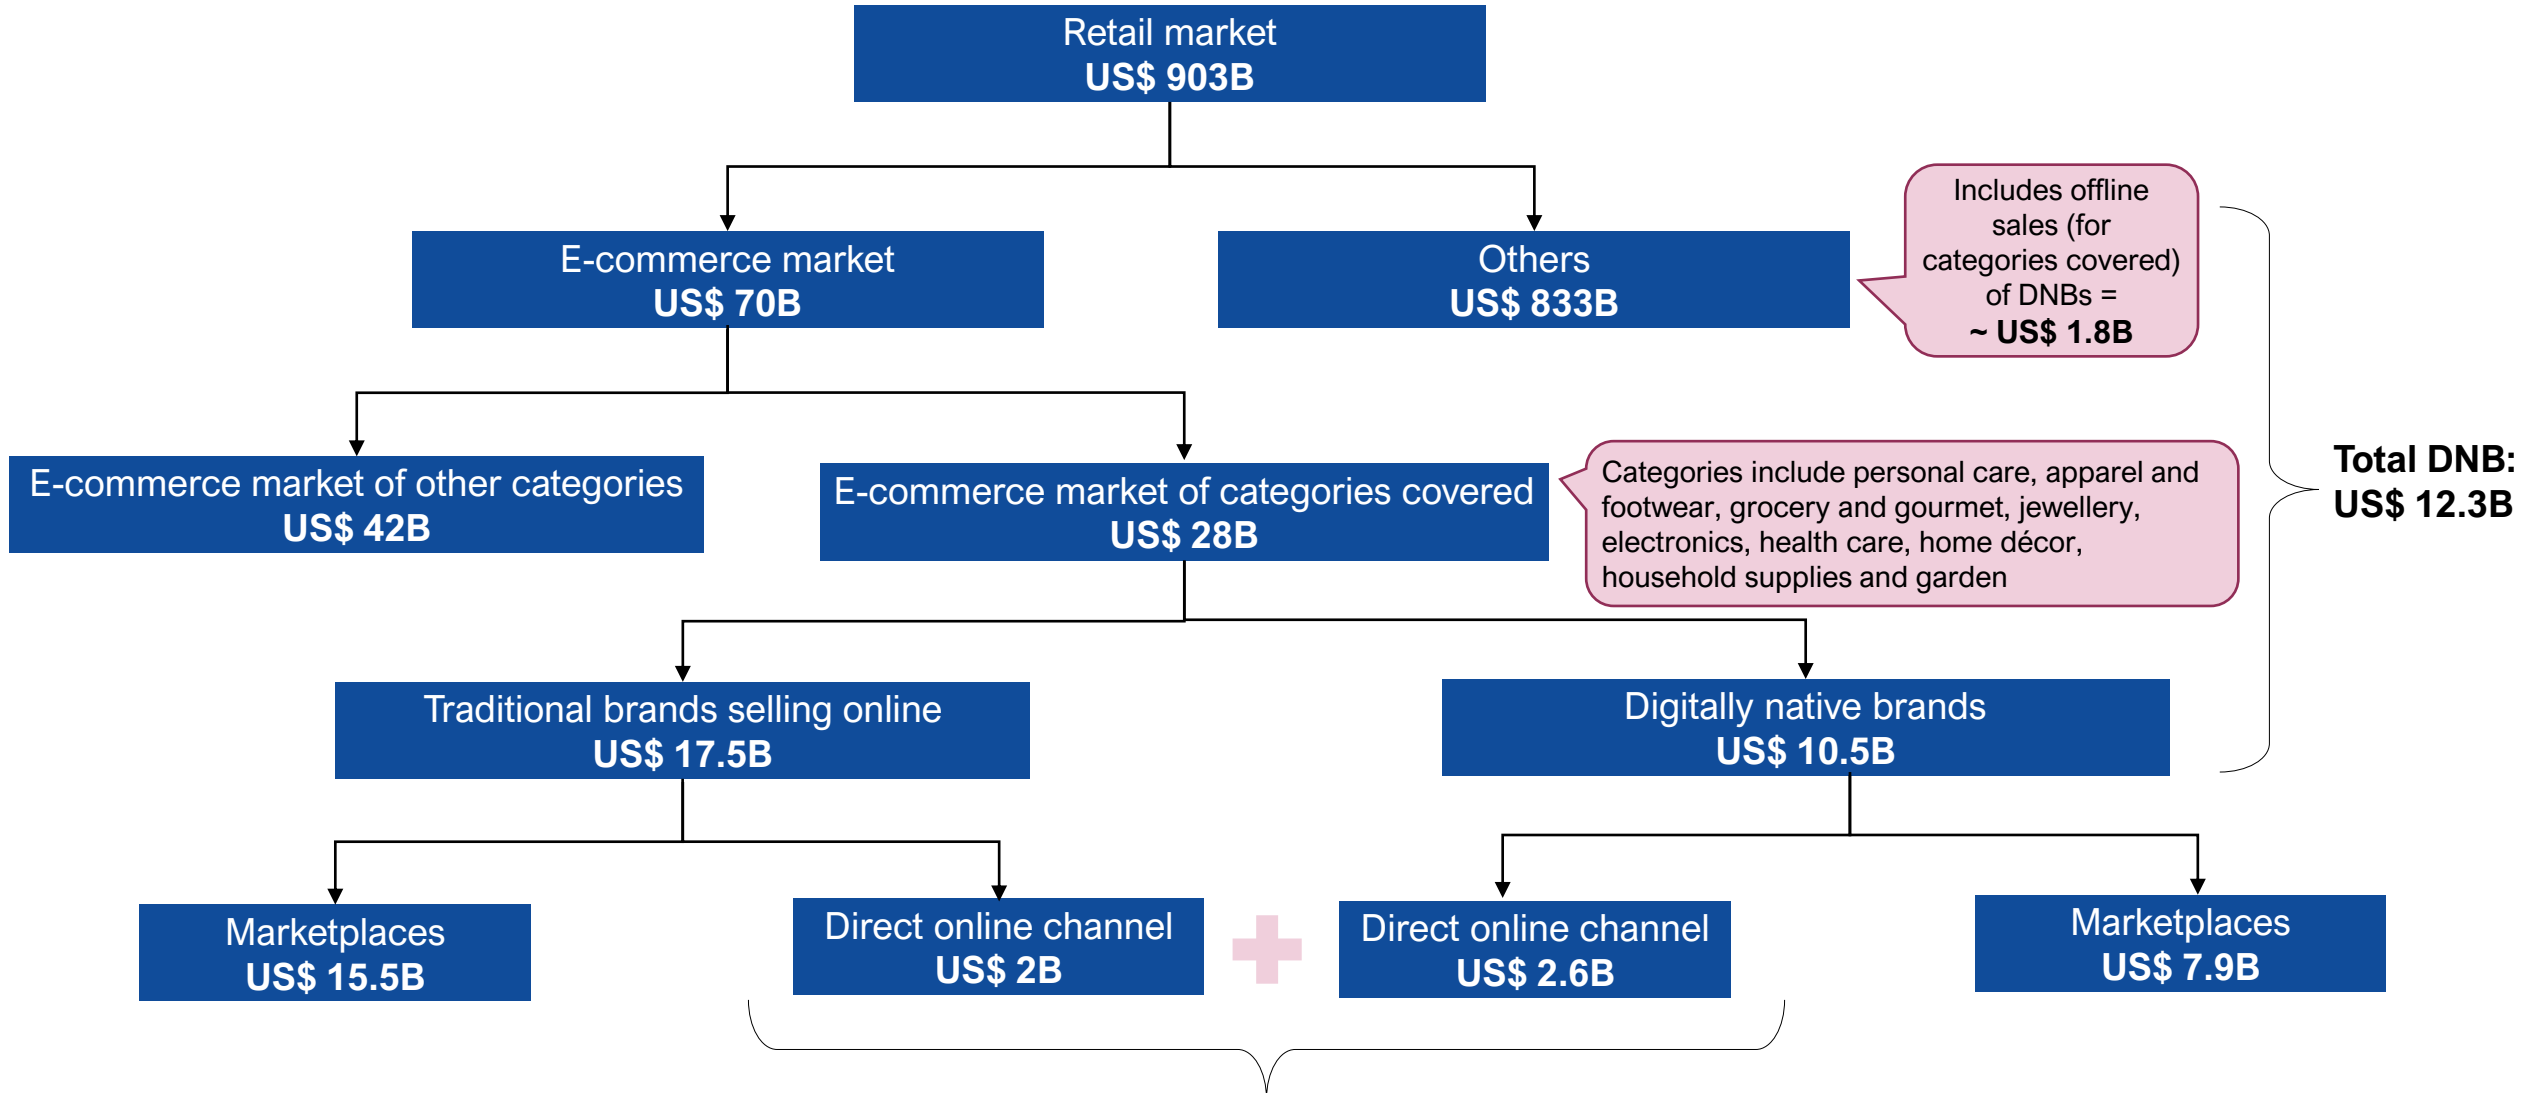 Retail market
US$ 903B
E-commerce market
US$ 70B
Others
US$ 833B
Includes offline
sales (for
categories covered)
of DNBs =
~ US$ 1.8B
E-commerce market of other categories
US$ 42B
E-commerce market of categories covered
US$ 28B
Categories include personal care, apparel and
footwear, grocery and gourmet, jewellery,
electronics, health care, home décor,
household supplies and garden
Total DNB:
US$ 12.3B
Traditional brands selling online
US$ 17.5B
Digitally native brands
US$ 10.5B
Marketplaces
US$ 15.5B
Direct online channel
US$ 2B
Direct online channel
US$ 2.6B
Marketplaces
US$ 7.9B